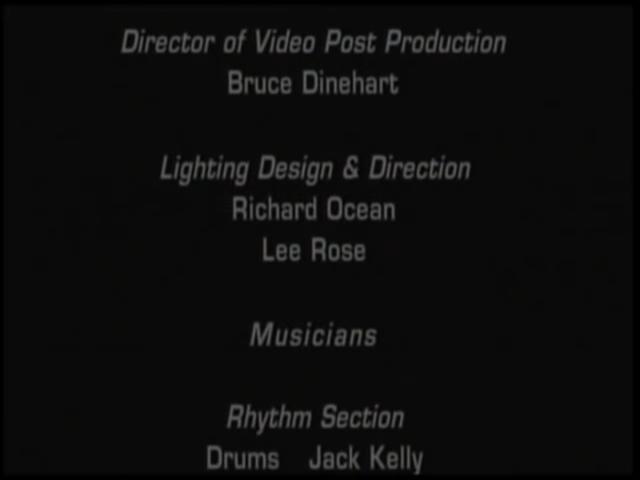 Director of Video Post Production
Bruce Dinehart
Lighting Design & Direction
Richard Ocean
Lee Rose
Musicians
Rhythm Section
Drums Jack Kelly